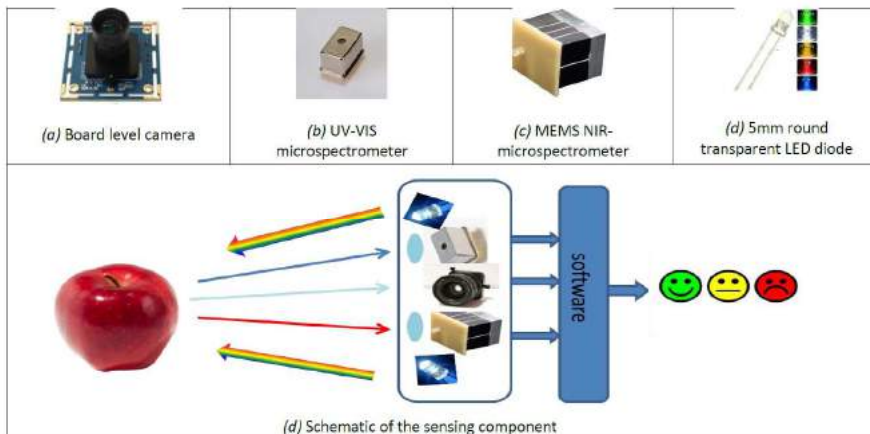 (a) Board level camera
(b) UV-VIS
microspectrometer
(c) MEMS NIR-
microspectrometer
(d) 5mm round
transparent LED diode
software
(d) Schematic of the sensing component